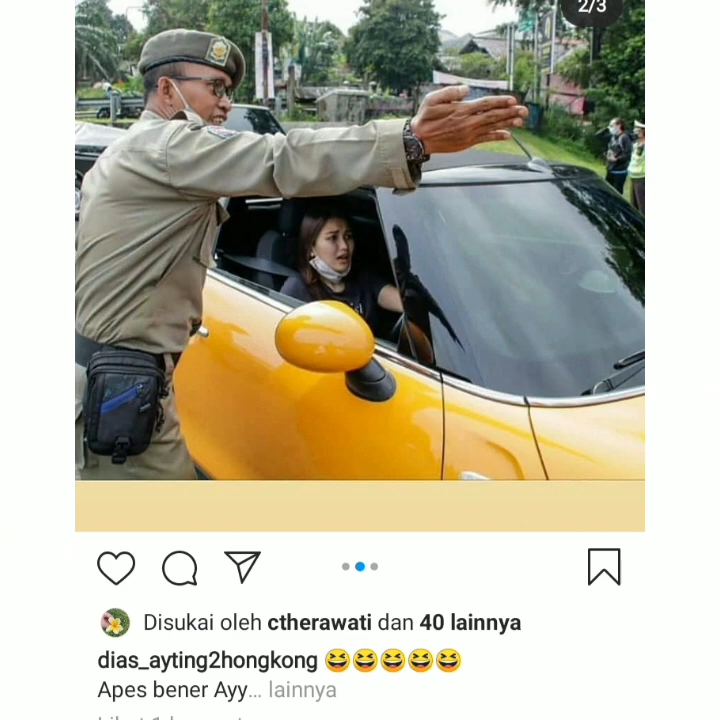 2/3
Disukai oleh ctherawati dan 40 lainnya
dias_ayting2hongkong 😆😆😆😆😆
Apes bener Ayy... lainnya